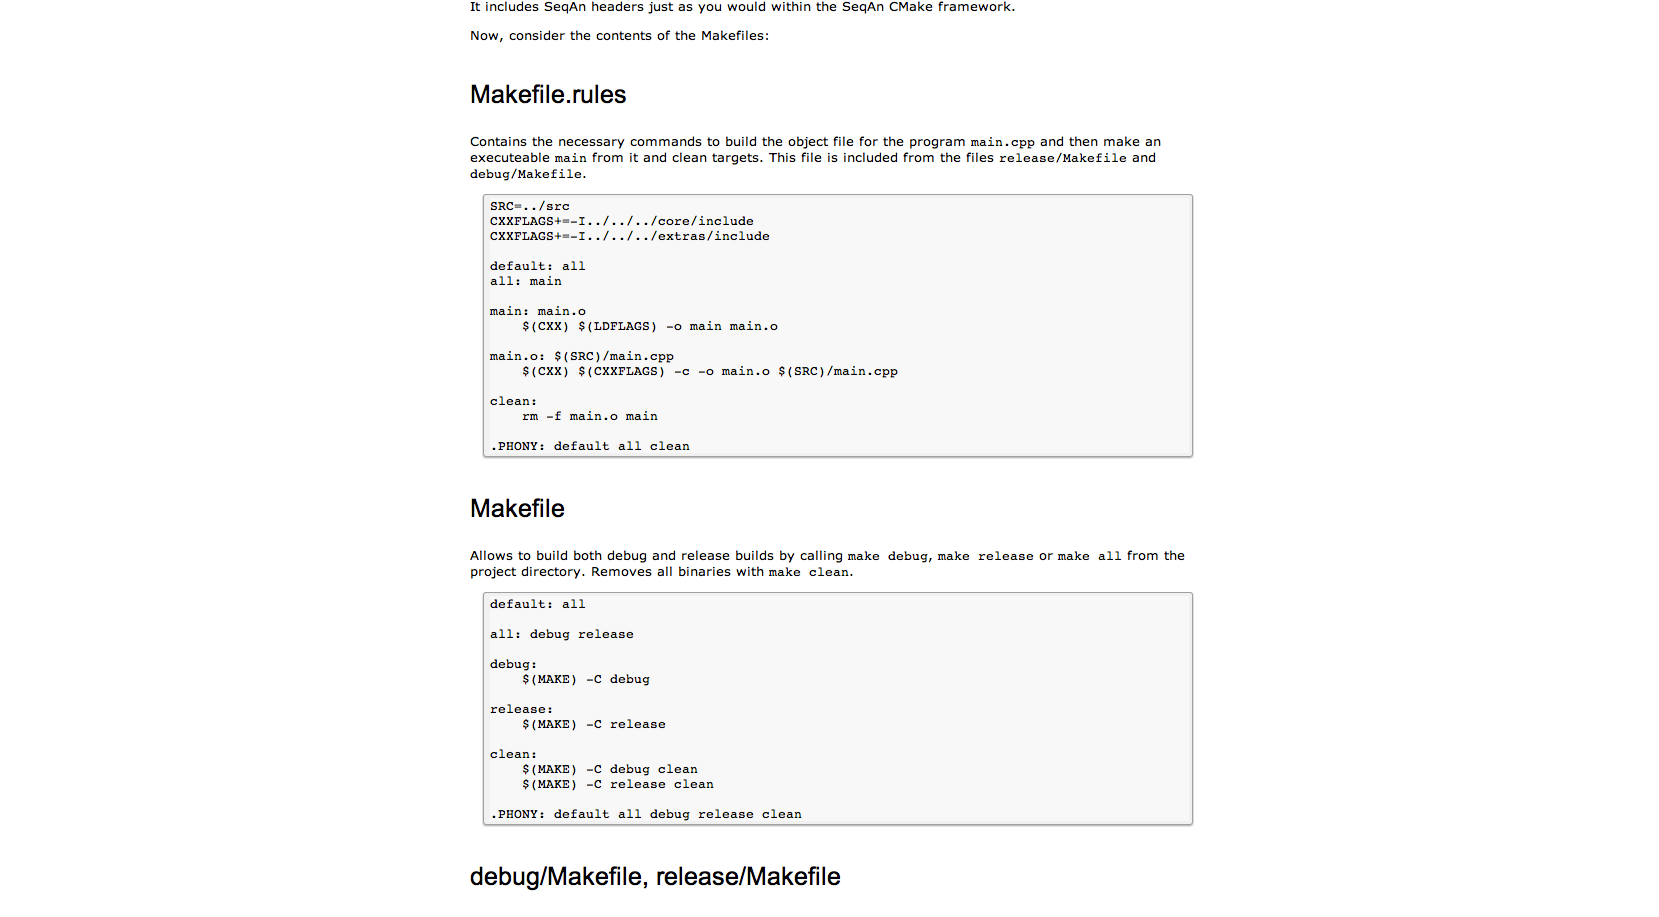 It includes SeqAn headers just as you would within the SeqAn CMake framework.
Now, consider the contents of the Makefiles:
Makefile.rules
Contains the necessary commands to build the object file for the program main.cpp and then make an
executeable main from it and clean targets. This file is included from the files release/Makefile and
debug/Makefile.
SRC=../src
CXXFLAGS+=-I../../../core/include
CXXFLAGS+=-I../../../extras/include
default: all
all: main
main: main.o
$(CXX) $(LDFLAGS) -o main main.o
main.o: $(SRC)/main.cpp
$(CXX) $(CXXFLAGS) -c -o main.o $(SRC)/main.cpp
clean:
rm -f main.o main
.PHONY: default all clean
Makefile
Allows to build both debug and release builds by calling make debug, make release or make all from the
project directory. Removes all binaries with make clean.
default: all
all: debug release
debug:
$(MAKE) -C debug
release:
$(MAKE) -C release
clean:
$(MAKE) -C debug clean
$(MAKE) -C release clean
.PHONY: default all debug release clean
debug/Makefile, release/Makefile